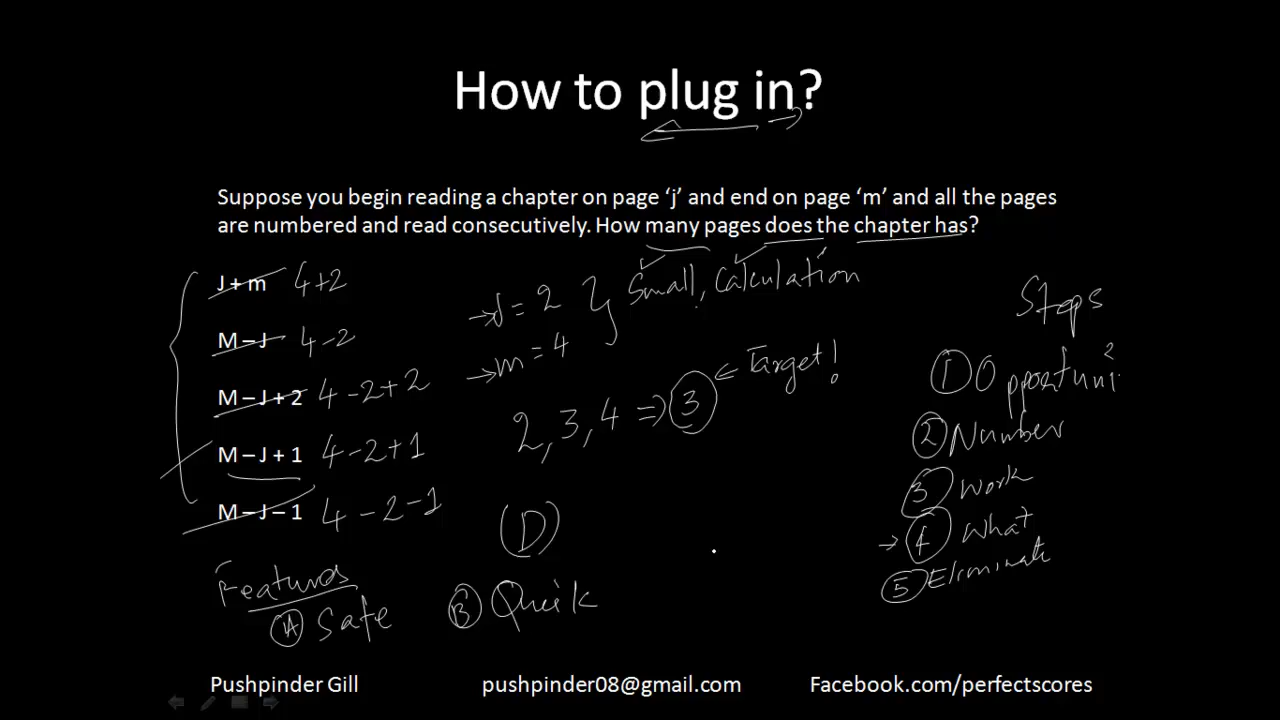 How to plug in?
Suppose you begin reading a chapter on page ‘j’ and end on page ‘m’ and all the pages
are numbered and read consecutively. How many pages does the chapter has?
J + m 4+2
M – J 4-2
M – J + 2 4-2+2
M – J + 1 4-2+1
M – J – 1 4-2-1
→J=2 } Small, Calculation
→m=4
2,3,4 ⇒ 3 ← Target!
D
Steps
1 Opportuni
2 Number
3 Work
→ 4 What
5 Eliminate
Features
A Safe B Quick
Pushpinder Gill pushpinder08@gmail.com Facebook.com/perfectscores